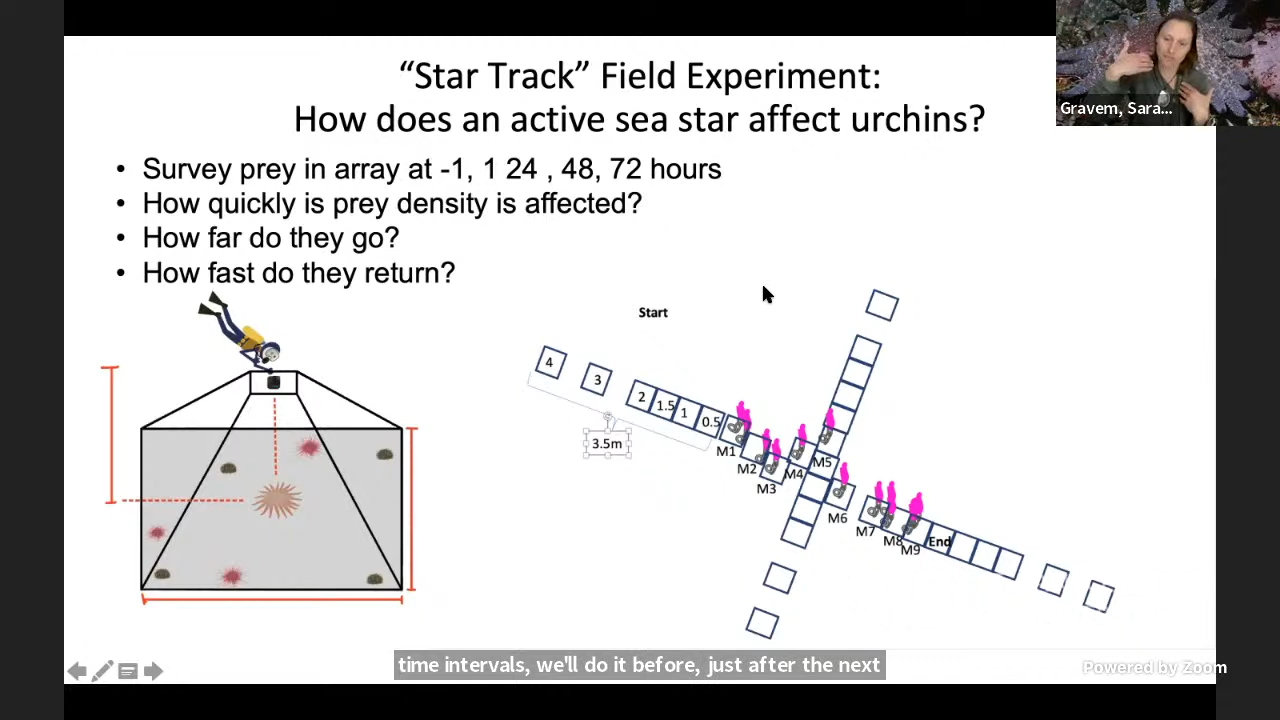 “Star Track” Field Experiment:
How does an active sea star affect urchins?
Gravem, Sara...
• Survey prey in array at -1, 1 24 , 48, 72 hours
• How quickly is prey density is affected?
• How far do they go?
• How fast do they return?
Start
4
3
2
1.5
1
0.5
3.5m
M1
M2
M3
M4
M5
M6
M7
M8
M9
End
time intervals, we'll do it before, just after the next
Powered by Zoom